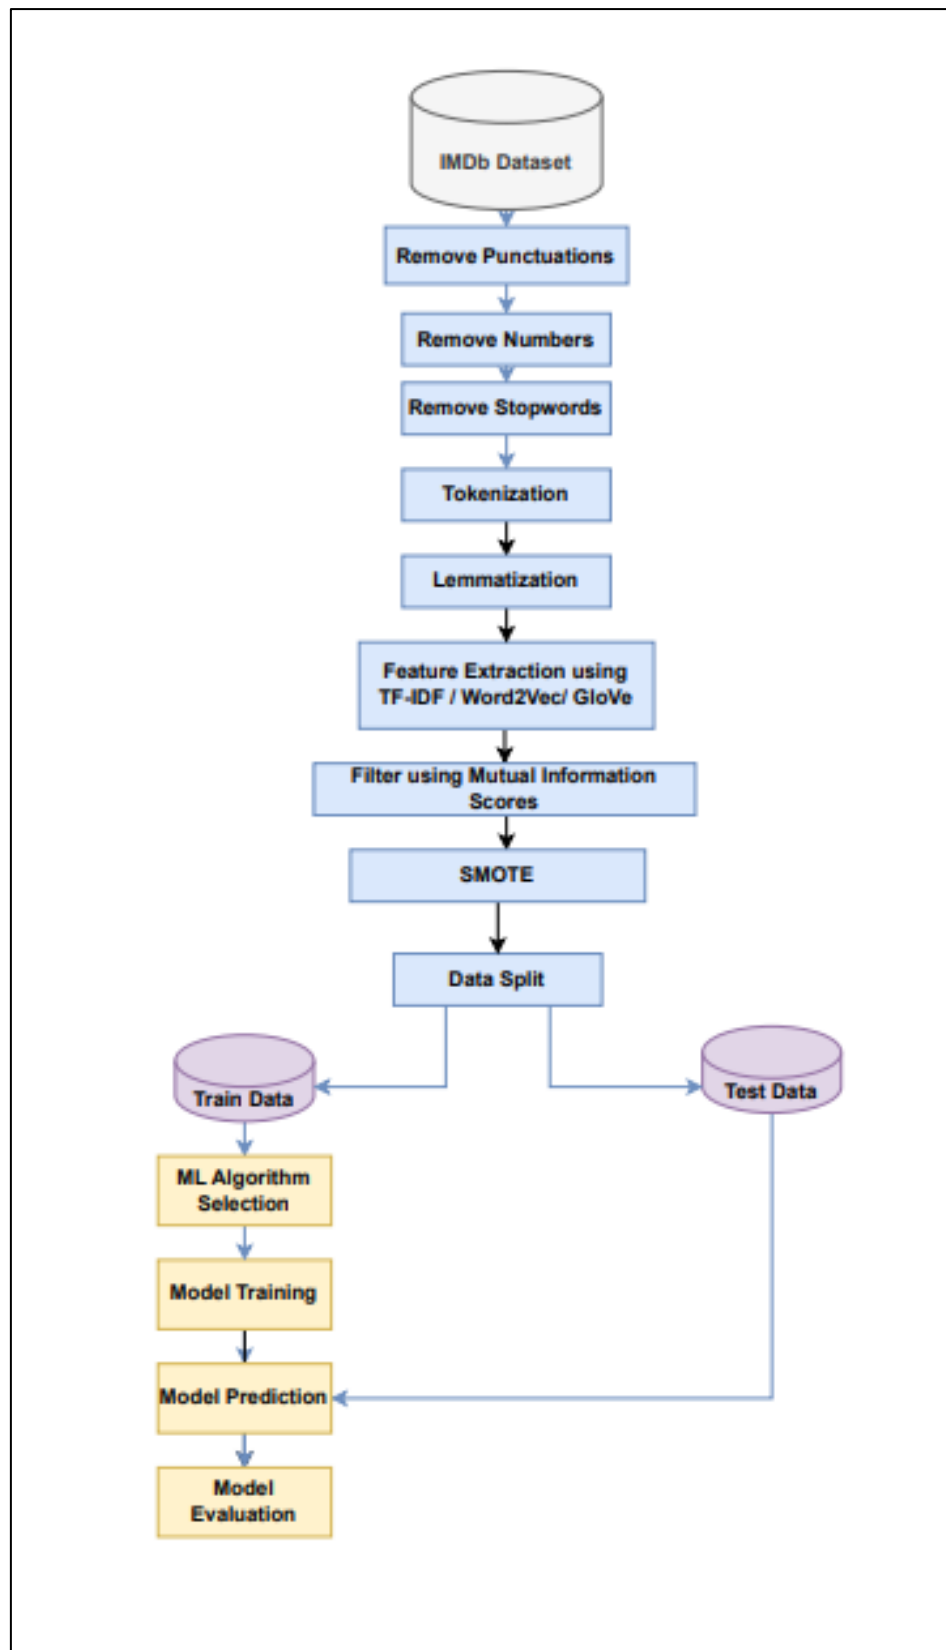 IMDb Dataset
Remove Punctuations
Remove Numbers
Remove Stopwords
Tokenization
Lemmatization
Feature Extraction using
TF-IDF / Word2Vec/ GloVe
Filter using Mutual Information
Scores
SMOTE
Data Split
Train Data
Test Data
ML Algorithm
Selection
Model Training
Model Prediction
Model
Evaluation